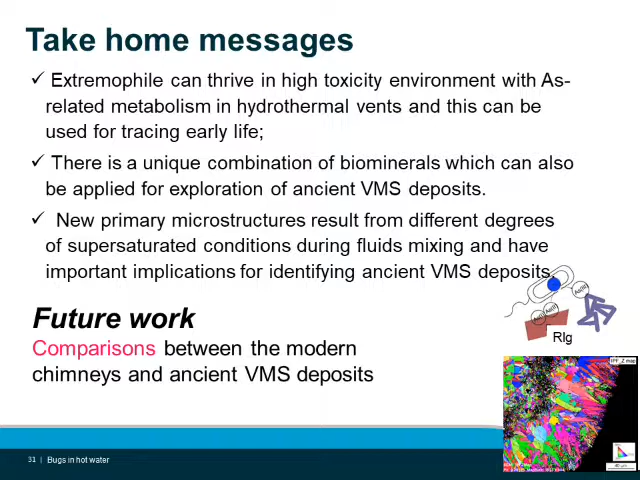 Take home messages
✓ Extremophile can thrive in high toxicity environment with As-
related metabolism in hydrothermal vents and this can be
used for tracing early life;
✓ There is a unique combination of biominerals which can also
be applied for exploration of ancient VMS deposits.
✓ New primary microstructures result from different degrees
of supersaturated conditions during fluids mixing and have
important implications for identifying ancient VMS deposits.
Rlg
Future work
Comparisons between the modern
chimneys and ancient VMS deposits
IPF_Z map
31 | Bugs in hot water